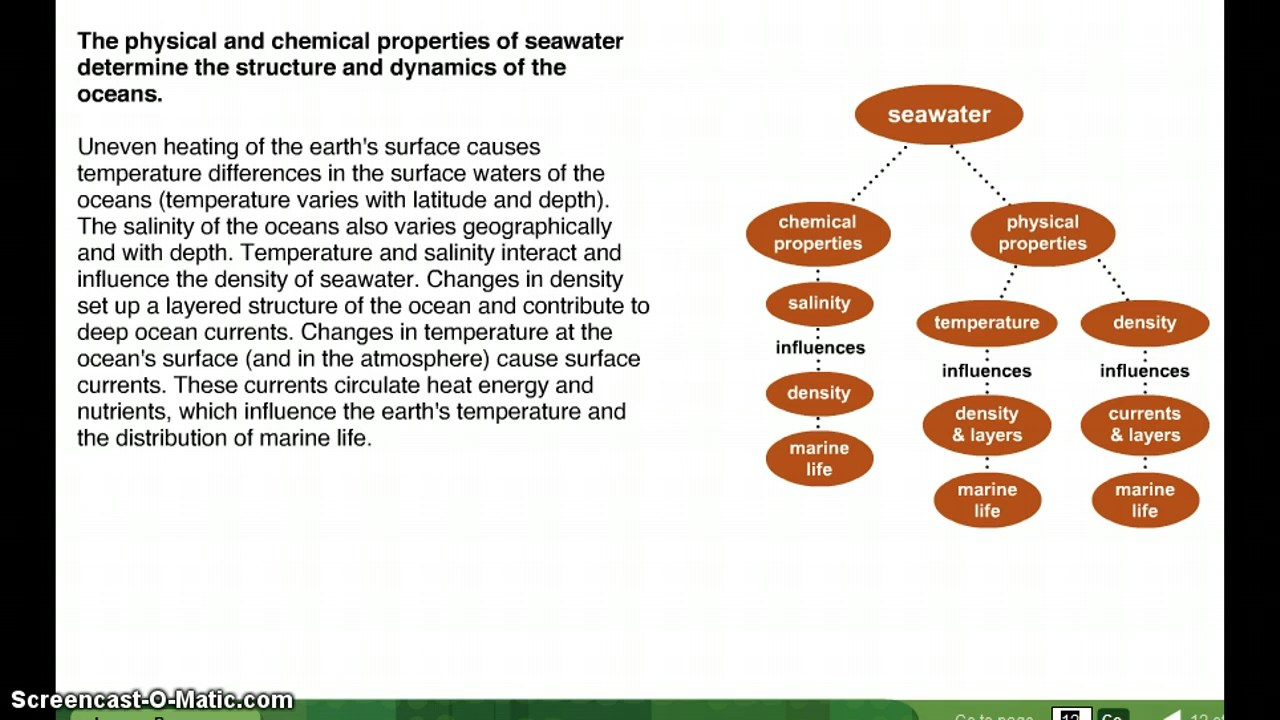 The physical and chemical properties of seawater
determine the structure and dynamics of the
oceans.
Uneven heating of the earth's surface causes
temperature differences in the surface waters of the
oceans (temperature varies with latitude and depth).
The salinity of the oceans also varies geographically
and with depth. Temperature and salinity interact and
influence the density of seawater. Changes in density
set up a layered structure of the ocean and contribute to
deep ocean currents. Changes in temperature at the
ocean's surface (and in the atmosphere) cause surface
currents. These currents circulate heat energy and
nutrients, which influence the earth's temperature and
the distribution of marine life.
seawater
chemical
properties
salinity
influences
density
marine
life
physical
properties
temperature
influences
density
& layers
marine
life
density
influences
currents
& layers
marine
life
Screencast-O-Matic.com
Go to page
Go